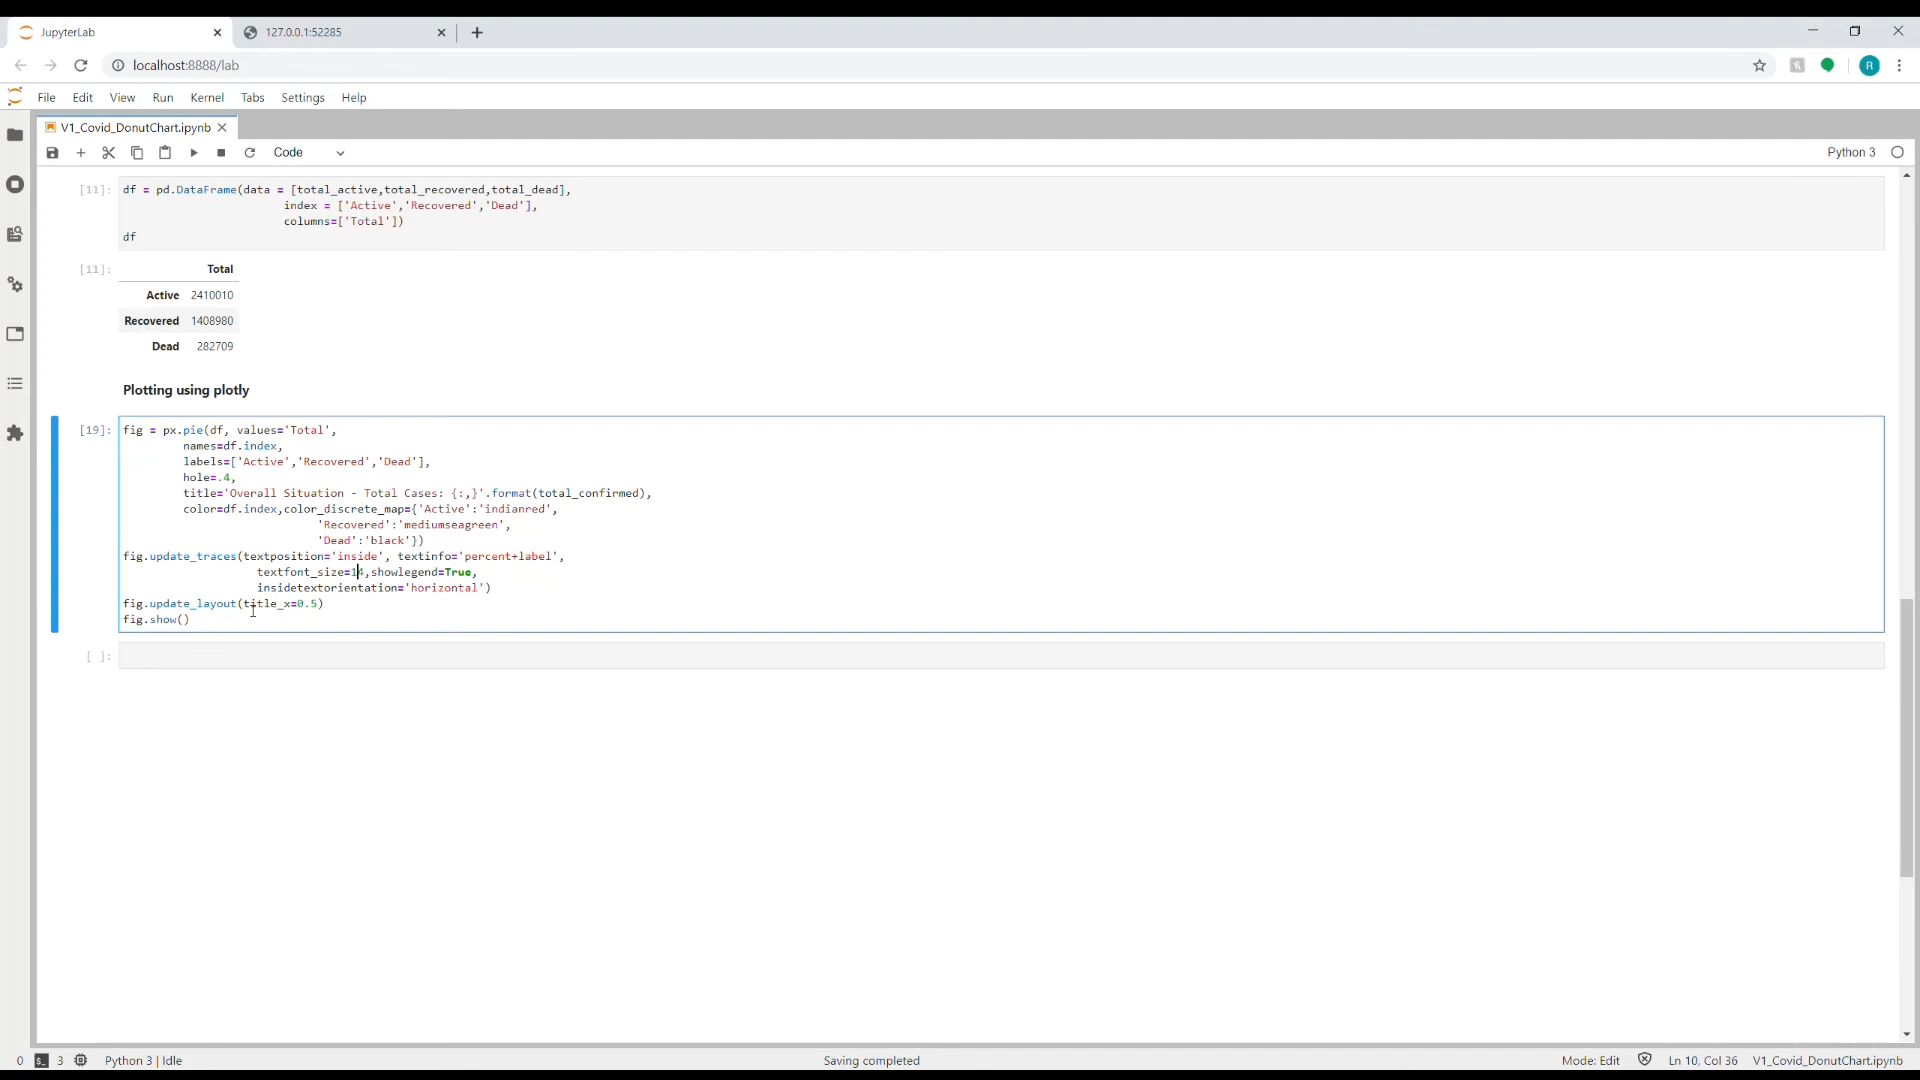 JupyterLab
127.0.0.1:52285
localhost:8888/lab
R
File Edit View Run Kernel Tabs Settings Help
V1_Covid_DonutChart.ipynb
Code
Python 3
[11]: df = pd.DataFrame(data = [total_active,total_recovered,total_dead],
index = ['Active','Recovered','Dead'],
columns=['Total'])
df
[11]: Total
Active 2410010
Recovered 1408980
Dead 282709
Plotting using plotly
[19]: fig = px.pie(df, values='Total',
names=df.index,
labels=['Active','Recovered','Dead'],
hole=.4,
title='Overall Situation - Total Cases: {:,}'.format(total_confirmed),
color=df.index,color_discrete_map={'Active':'indianred',
'Recovered':'mediumseagreen',
'Dead':'black'})
fig.update_traces(textposition='inside', textinfo='percent+label',
textfont_size=14,showlegend=True,
insidetextorientation='horizontal')
fig.update_layout(title_x=0.5)
fig.show()
[ ]:
0 3 Python 3 | Idle Saving completed Mode: Edit Ln 10, Col 36 V1_Covid_DonutChart.ipynb